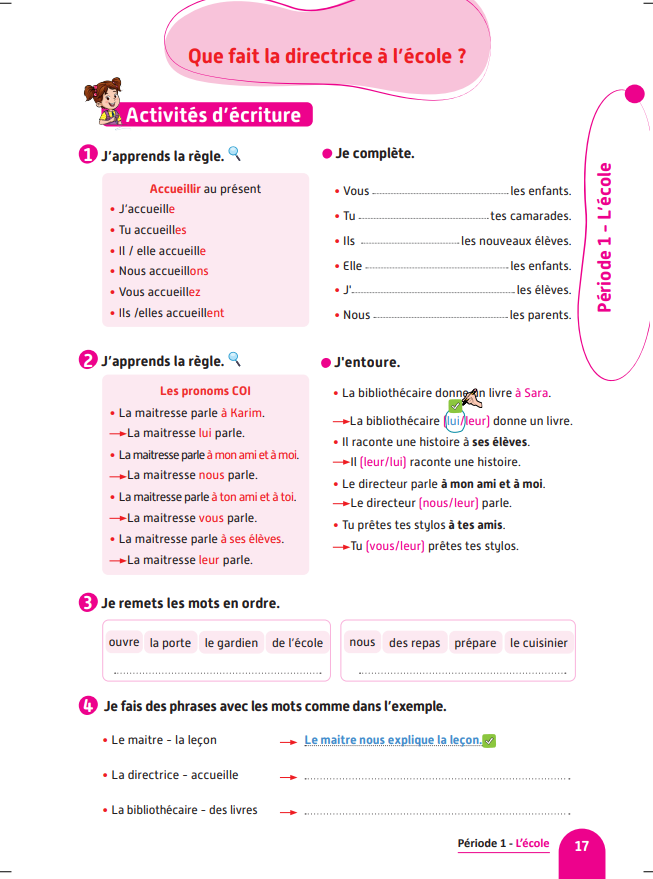 Que fait la directrice à l'école ?
Activités d'écriture
1 J'apprends la règle.
Accueillir au présent
• J'accueille
• Tu accueilles
• Il / elle accueille
• Nous accueillons
• Vous accueillez
• Ils /elles accueillent
• Je complète.
• Vous ........ les enfants.
• Tu ........ tes camarades.
• Ils ........ les nouveaux élèves.
• Elle ........ les enfants.
• J'........ les élèves.
• Nous ........ les parents.
Période 1 - L'école
2 J'apprends la règle.
Les pronoms COI
• La maitresse parle à Karim.
→ La maitresse lui parle.
• La maitresse parle à mon ami et à moi.
→ La maitresse nous parle.
• La maitresse parle à ton ami et à toi.
→ La maitresse vous parle.
• La maitresse parle à ses élèves.
→ La maitresse leur parle.
• J'entoure.
• La bibliothécaire donne un livre à Sara.
→ La bibliothécaire (lui/leur) donne un livre.
• Il raconte une histoire à ses élèves.
→ Il (leur/lui) raconte une histoire.
• Le directeur parle à mon ami et à moi.
→ Le directeur (nous/leur) parle.
• Tu prêtes tes stylos à tes amis.
→ Tu (vous/leur) prêtes tes stylos.
3 Je remets les mots en ordre.
ouvre la porte le gardien de l'école
nous des repas prépare le cuisinier
4 Je fais des phrases avec les mots comme dans l'exemple.
• Le maitre - la leçon → Le maitre nous explique la leçon.
• La directrice - accueille → ........
• La bibliothécaire - des livres → ........
Période 1 - L'école 17